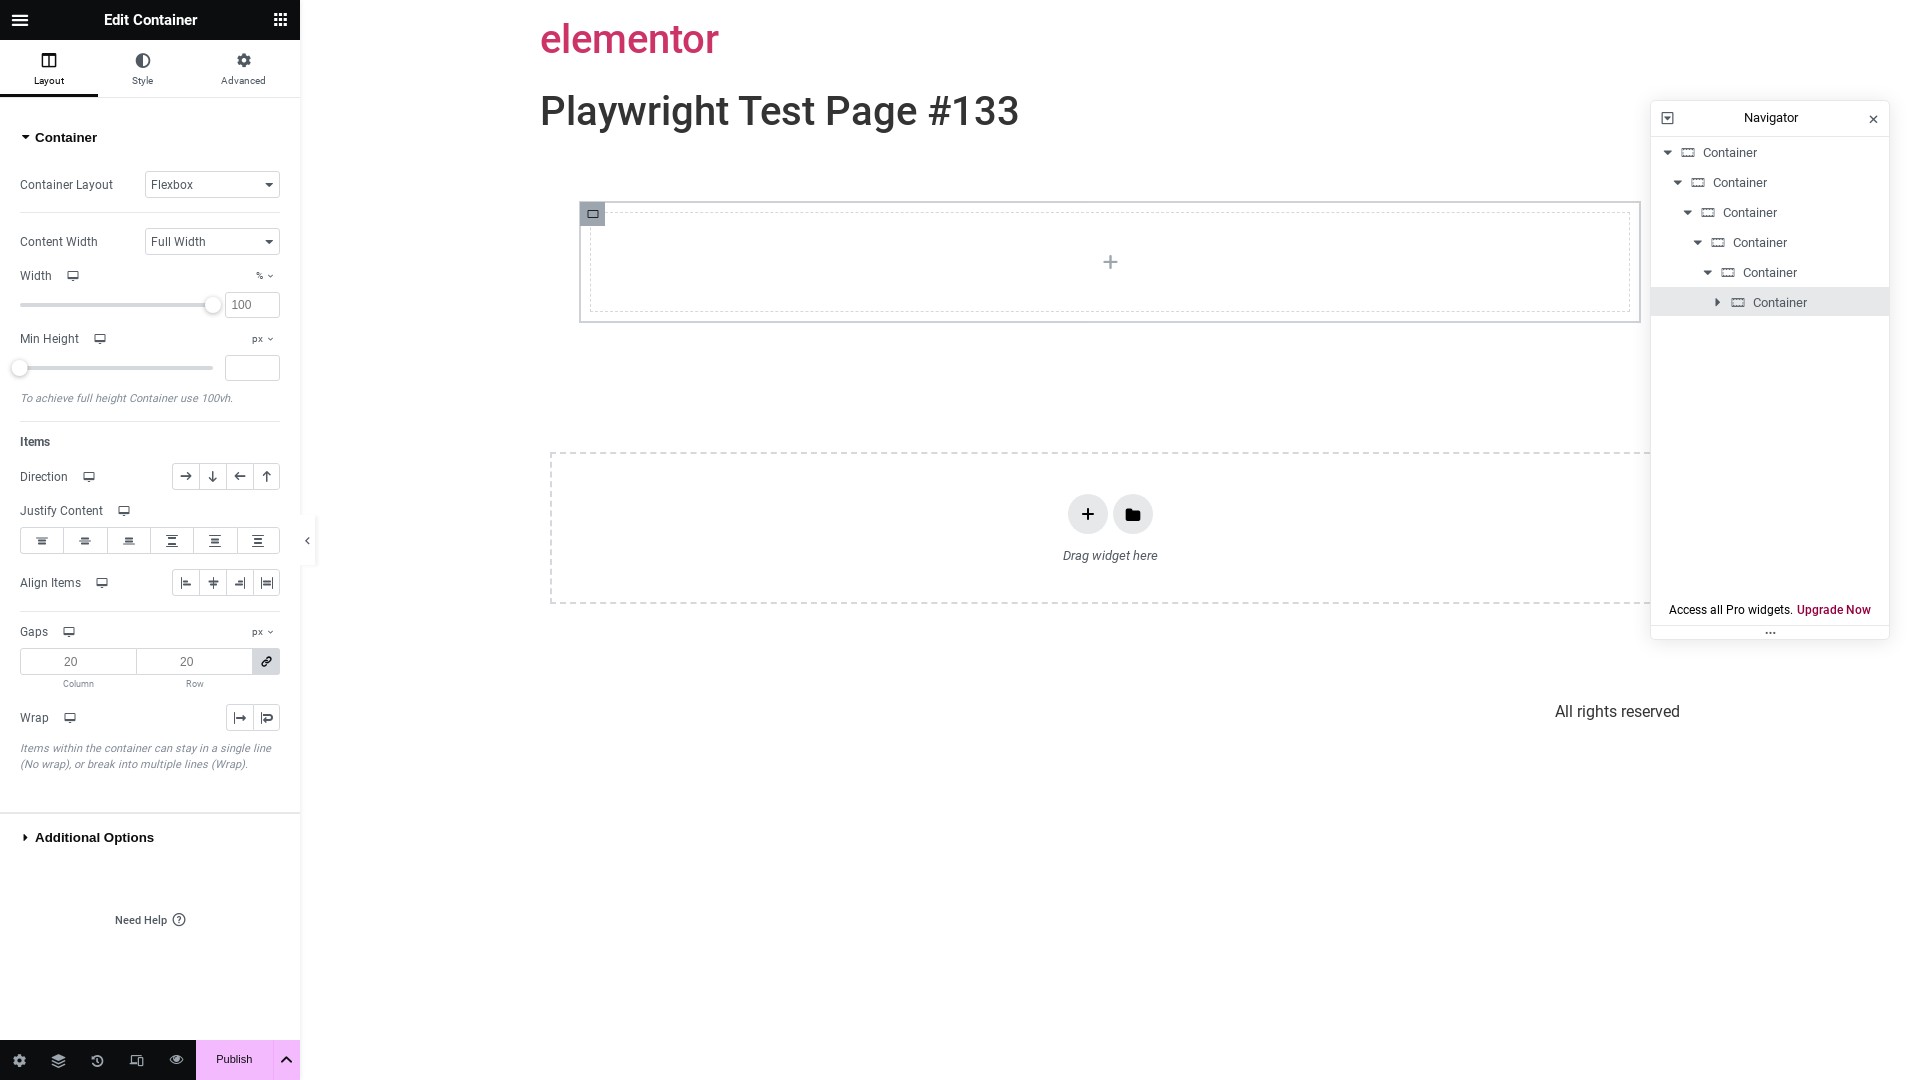 Edit Container
Layout
Style
Advanced
Container
Container Layout
Flexbox
Content Width
Full Width
Width
%
100
Min Height
px
To achieve full height Container use 100vh.
Items
Direction
Justify Content
Align Items
Gaps
px
20
20
Column
Row
Wrap
Items within the container can stay in a single line
(No wrap), or break into multiple lines (Wrap).
Additional Options
Need Help
Publish
elementor
Playwright Test Page #133
Drag widget here
All rights reserved
Navigator
Container
Container
Container
Container
Container
Container
Access all Pro widgets. Upgrade Now